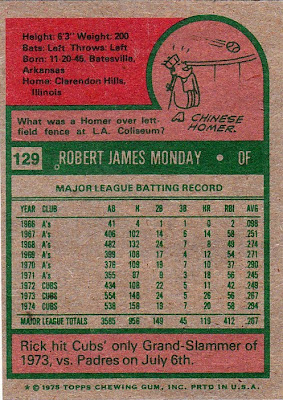 Height: 6'3" Weight: 200
Bats: Left Throws: Left
Born: 11-20-45, Batesville,
Arkansas
Home: Clarendon Hills,
Illinois
A CHINESE
HOMER.
What was a Homer over left-
field fence at L.A. Coliseum?
129 ROBERT JAMES MONDAY • OF
MAJOR LEAGUE BATTING RECORD
YEAR CLUB AB H 2B 3B HR RBI AVG
1966 A's 41 4 1 1 0 2 .098
1967 A's 406 102 14 6 14 58 .251
1968 A's 482 132 24 7 8 49 .274
1969 A's 399 108 17 4 12 54 .271
1970 A's 376 109 19 7 10 37 .290
1971 A's 355 87 9 3 18 56 .245
1972 CUBS 434 108 22 5 11 42 .249
1973 CUBS 554 148 24 5 26 56 .267
1974 CUBS 538 158 19 7 20 58 .294
MAJOR LEAGUE TOTALS 3585 956 149 45 119 412 .267
Rick hit Cubs' only Grand-Slammer of
1973, vs. Padres on July 6th.
* © 1975 TOPPS CHEWING GUM, INC. PRTD IN U.S.A.